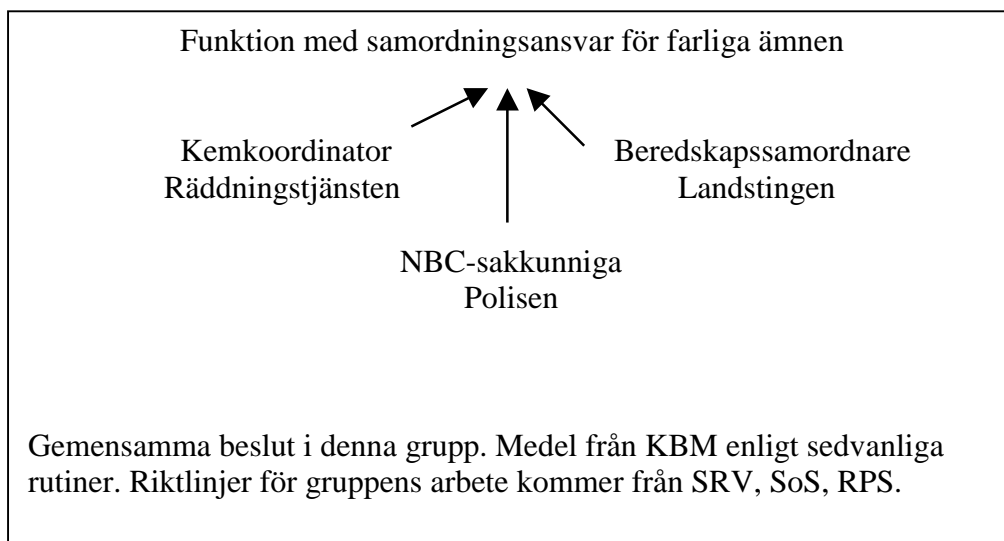 Funktion med samordningsansvar för farliga ämnen
Kemkoordinator
Räddningstjänsten
Beredskapssamordnare
Landstingen
NBC-sakkunniga
Polisen
Gemensamma beslut i denna grupp. Medel från KBM enligt sedvanliga
rutiner. Riktlinjer för gruppens arbete kommer från SRV, SoS, RPS.